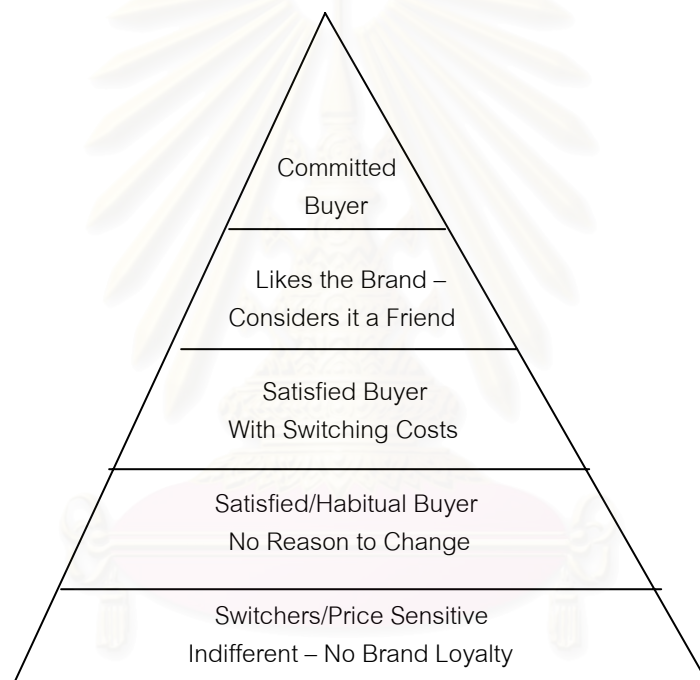 Committed
Buyer
Likes the Brand –
Considers it a Friend
Satisfied Buyer
With Switching Costs
Satisfied/Habitual Buyer
No Reason to Change
Switchers/Price Sensitive
Indifferent – No Brand Loyalty